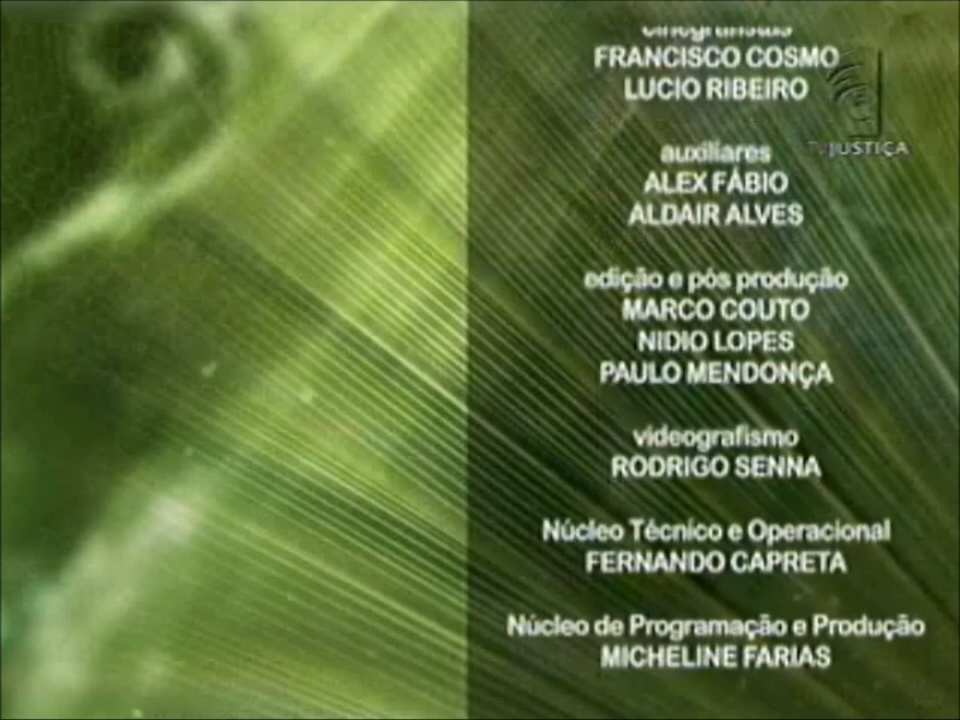 FRANCISCO COSMO
LUCIO RIBEIRO
TVJUSTIÇA
auxiliares
ALEX FÁBIO
ALDAIR ALVES
edição e pós produção
MARCO COUTO
NIDIO LOPES
PAULO MENDONÇA
videografismo
RODRIGO SENNA
Núcleo Técnico e Operacional
FERNANDO CAPRETA
Núcleo de Programação e Produção
MICHELINE FARIAS